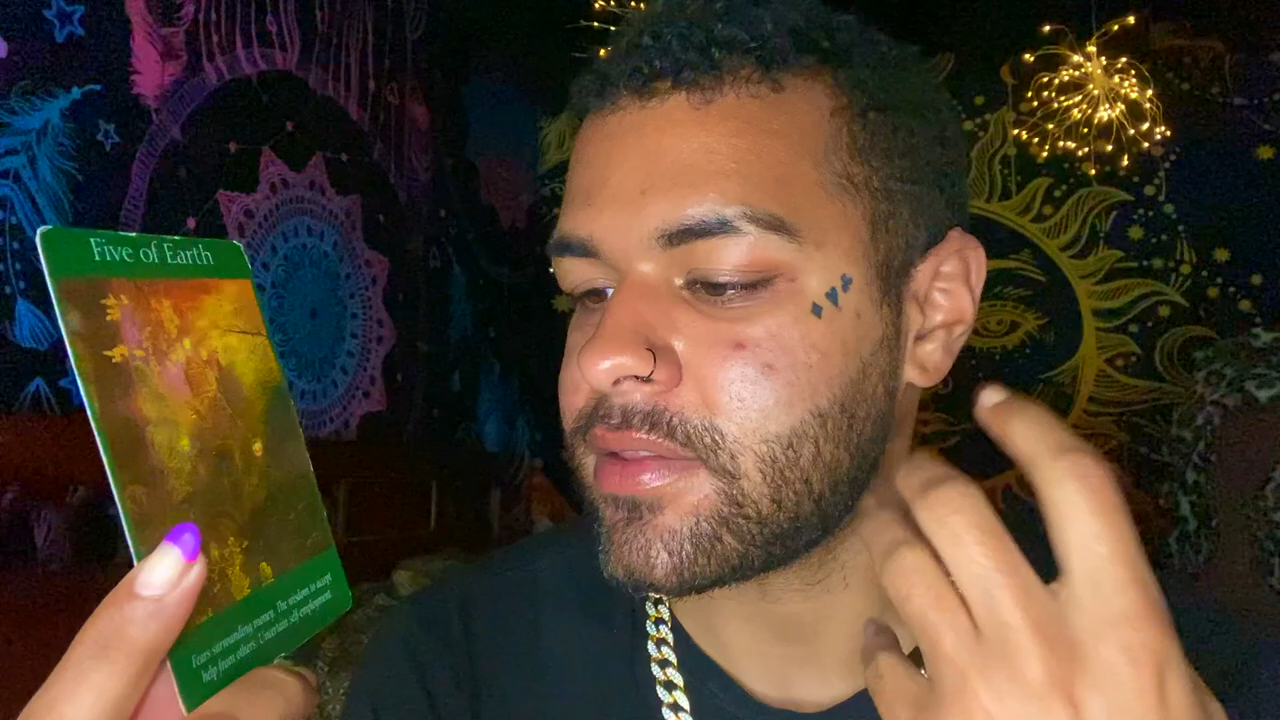 Five of Earth
Fears surrounding money. The wisdom to accept
help from others. Uncertain self-employment.